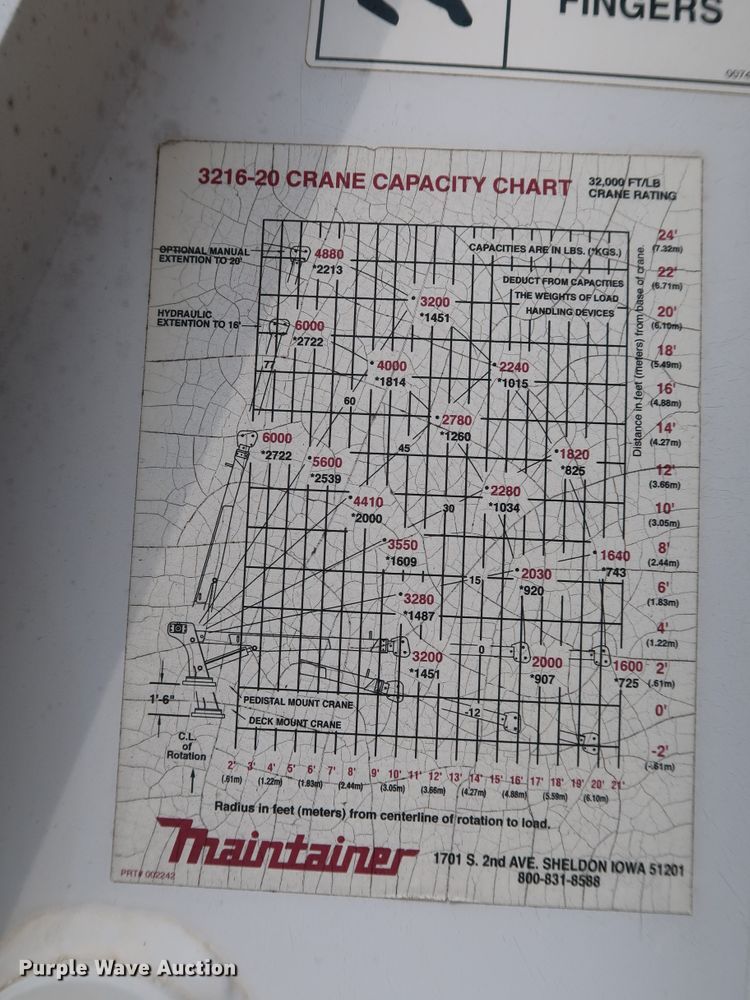 FINGERS
3216-20 CRANE CAPACITY CHART
32,000 FT/LB
CRANE RATING
CAPACITIES ARE IN LBS. (*KGS.)
DEDUCT FROM CAPACITIES
THE WEIGHTS OF LOAD
HANDLING DEVICES
OPTIONAL MANUAL
EXTENTION TO 20'
HYDRAULIC
EXTENTION TO 16'
4880
*2213
3200
*1451
6000
*2722
77
4000
*1814
2240
*1015
60
2780
*1260
6000
*2722
5600
*2539
45
1820
*825
4410
*2000
2280
*1034
30
3550
*1609
1640
*743
15
2030
*920
3280
*1487
0
3200
*1451
2000
*907
1600
*725
-12
Distance in feet (meters) from base of crane.
24'
(7.32m)
22'
(6.71m)
20'
(6.10m)
18'
(5.49m)
16'
(4.88m)
14'
(4.27m)
12'
(3.66m)
10'
(3.05m)
8'
(2.44m)
6'
(1.83m)
4'
(1.22m)
2'
(.61m)
0'
-2'
(-.61m)
1'-6"
PEDISTAL MOUNT CRANE
DECK MOUNT CRANE
C.L.
of
Rotation
2' 3' 4' 5' 6' 7' 8' 9' 10' 11' 12' 13' 14' 15' 16' 17' 18' 19' 20' 21'
(.61m) (1.22m) (1.83m) (2.44m) (3.05m) (3.66m) (4.27m) (4.88m) (5.59m) (6.10m)
Radius in feet (meters) from centerline of rotation to load.
Maintainer
1701 S. 2nd AVE. SHELDON IOWA 51201
800-831-8588
PRT# 002242
Purple Wave Auction